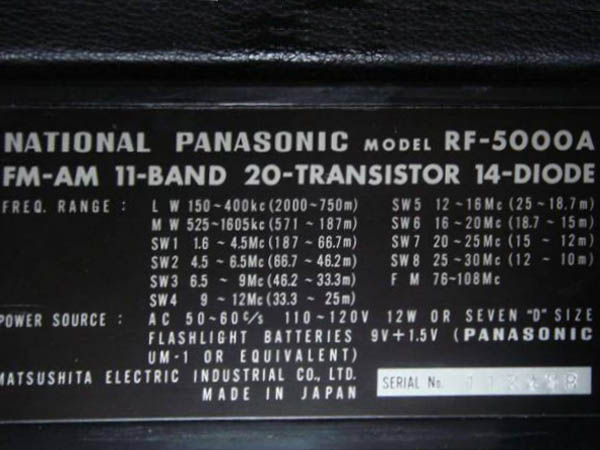 NATIONAL PANASONIC MODEL RF-5000A
FM-AM 11-BAND 20-TRANSISTOR 14-DIODE
FREQ. RANGE : L W 150~400kc (2000~750m)
M W 525~1605kc (571 ~ 187m)
SW1 1.6 ~ 4.5Mc (187 ~ 66.7m)
SW2 4.5 ~ 6.5Mc (66.7 ~ 46.2m)
SW3 6.5 ~ 9Mc (46.2 ~ 33.3m)
SW4 9 ~ 12Mc (33.3 ~ 25m)
SW5 12 ~ 16Mc (25 ~ 18.7m)
SW6 16 ~ 20Mc (18.7 ~ 15m)
SW7 20 ~ 25Mc (15 ~ 12m)
SW8 25 ~ 30Mc (12 ~ 10m)
F M 76~108Mc
POWER SOURCE : AC 50~60c/s 110~120V 12W OR SEVEN "D" SIZE
FLASHLIGHT BATTERIES 9V+1.5V (PANASONIC
UM-1 OR EQUIVALENT)
MATSUSHITA ELECTRIC INDUSTRIAL CO., LTD.
MADE IN JAPAN
SERIAL No.